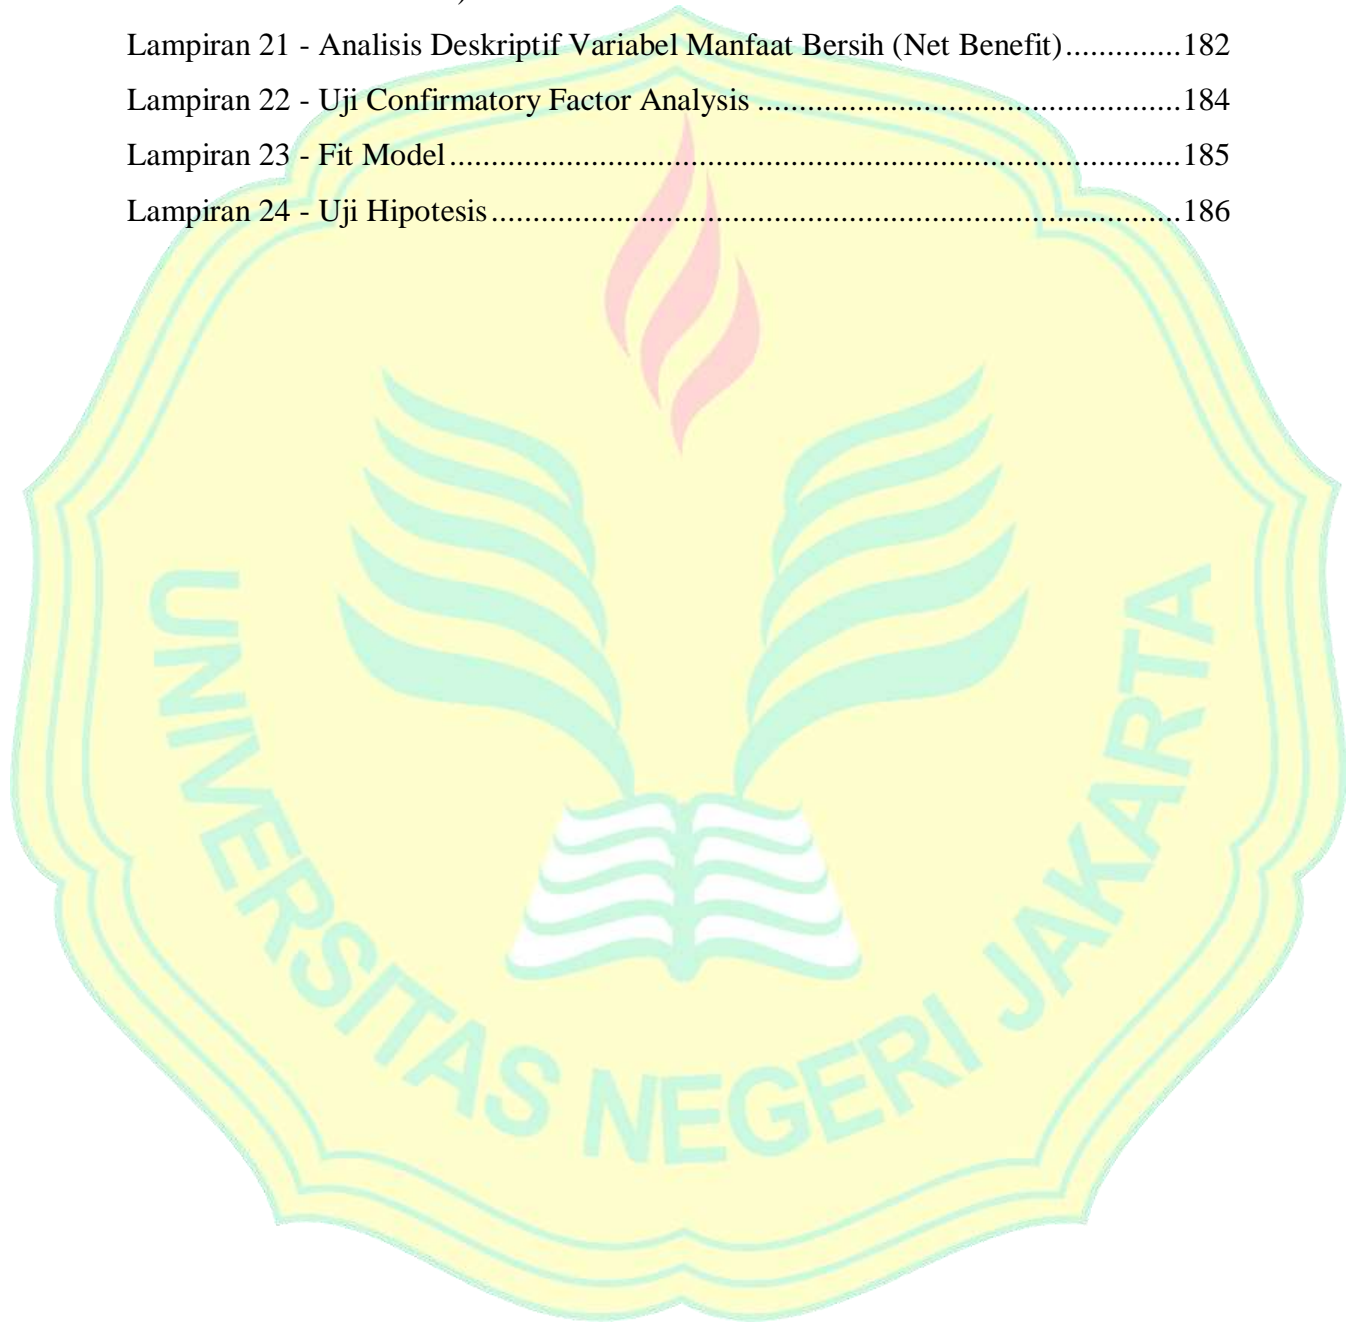 Lampiran 21 - Analisis Deskriptif Variabel Manfaat Bersih (Net Benefit)..............182
Lampiran 22 - Uji Confirmatory Factor Analysis ...................................................184
Lampiran 23 - Fit Model.........................................................................................185
Lampiran 24 - Uji Hipotesis....................................................................................186
UNIVERSITAS NEGERI JAKARTA